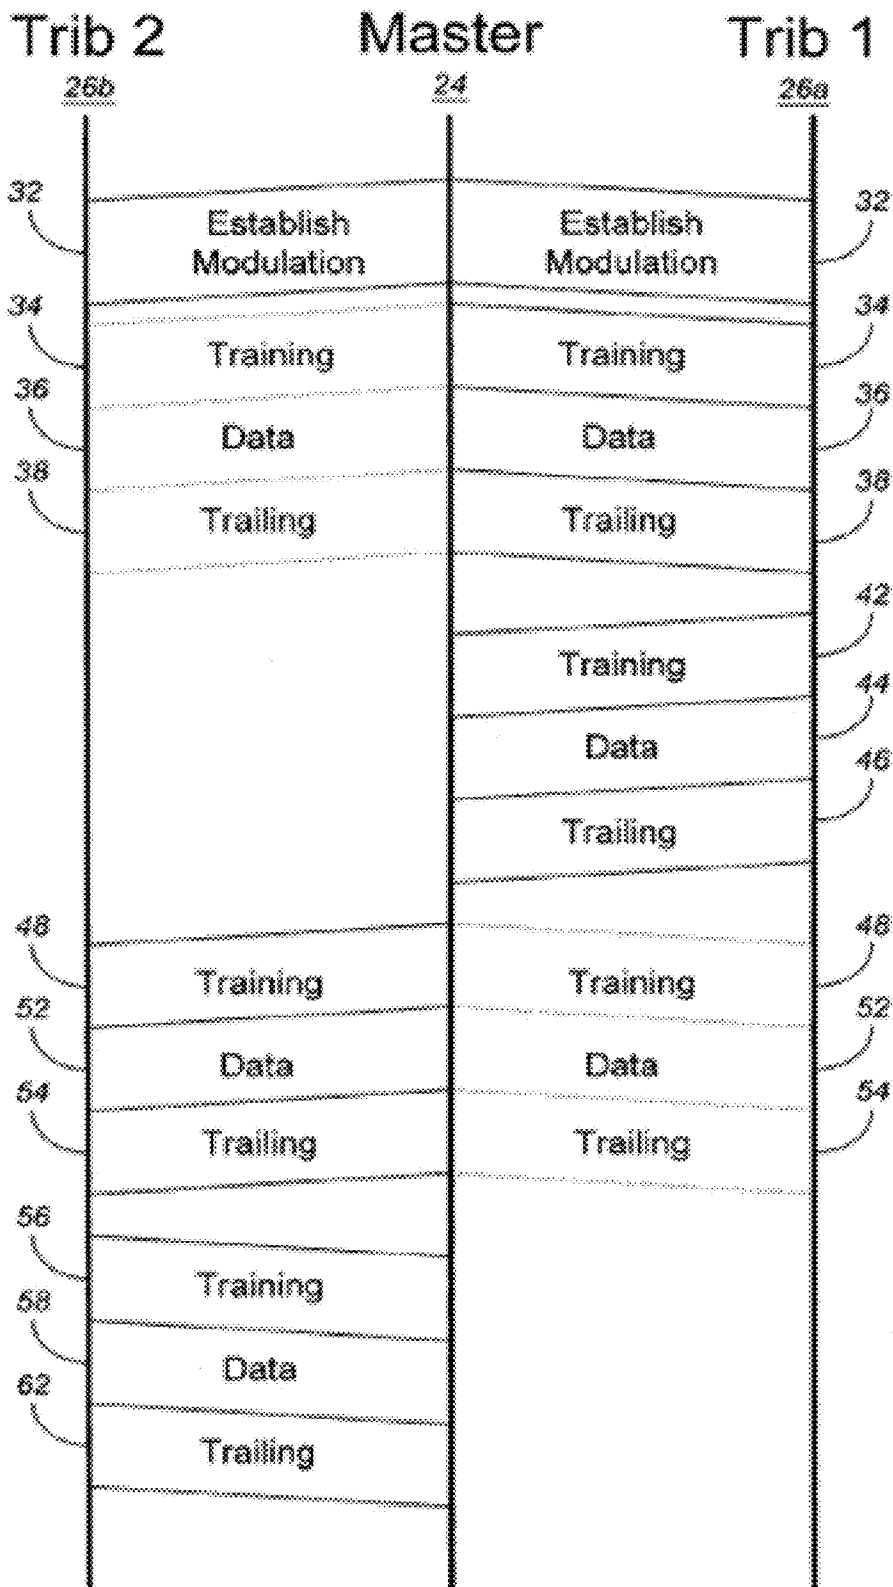 Trib 2 Master Trib 1
26b 24 26a
32 Establish Establish 32
Modulation Modulation
34 Training Training 34
36 Data Data 36
38 Trailing Trailing 38
42
Training
44
Data
46
Trailing
48 Training Training 48
52 Data Data 52
54 Trailing Trailing 54
56
Training
58
Data
62
Trailing